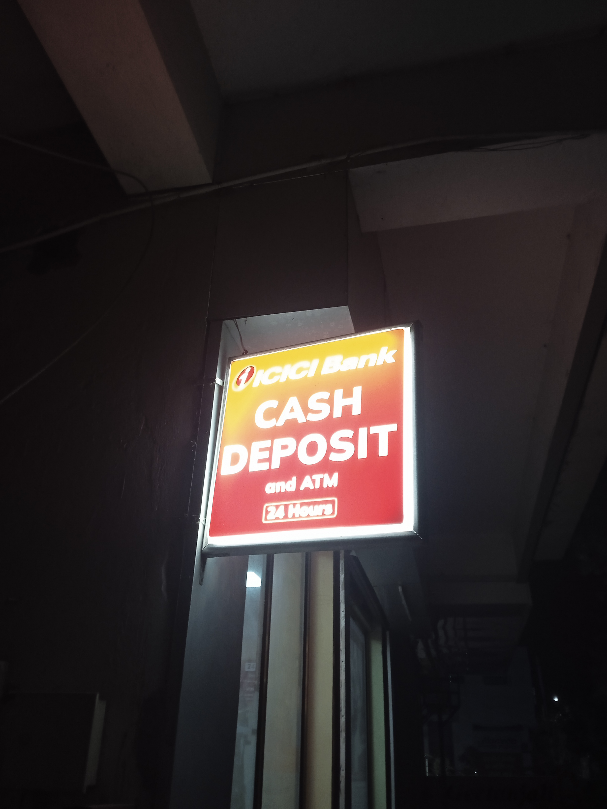 ICICI Bank
CASH
DEPOSIT
and ATM
24 Hours